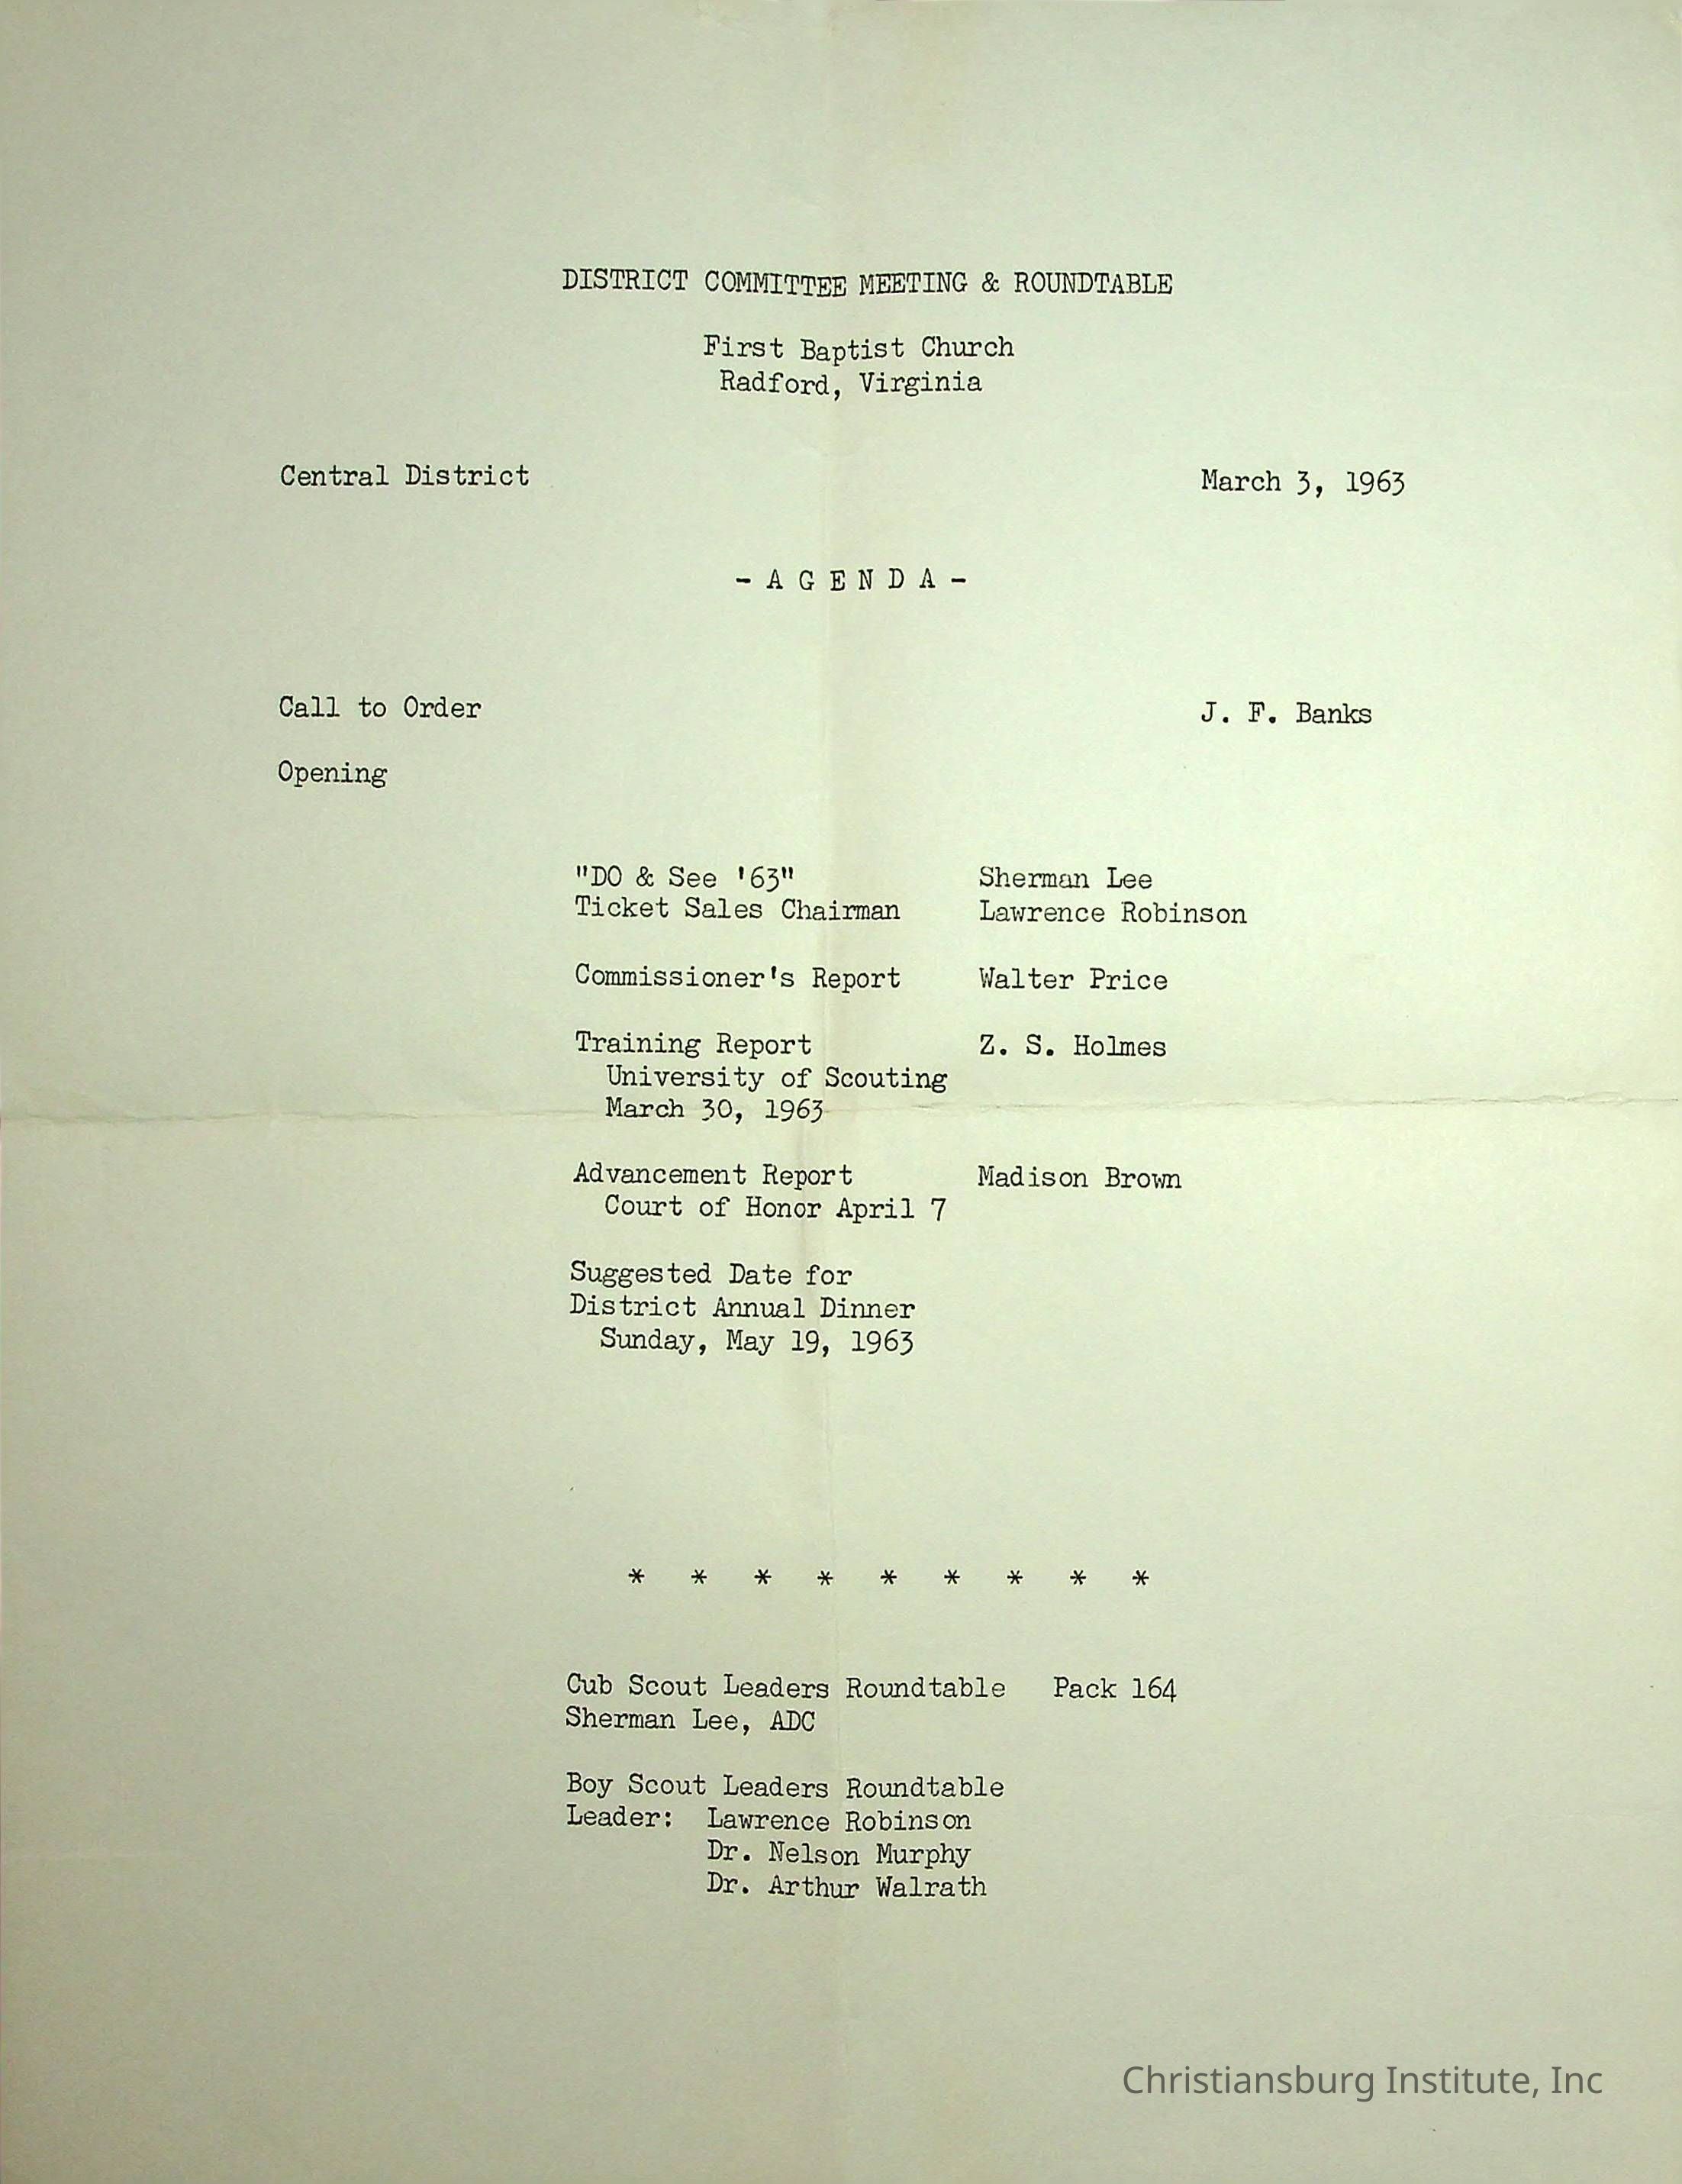 DISTRICT COMMITTEE MEETING & ROUNDTABLE
First Baptist Church
Radford, Virginia
Central District March 3, 1963
- A G E N D A -
Call to Order J. F. Banks
Opening
"DO & See '63" Sherman Lee
Ticket Sales Chairman Lawrence Robinson
Commissioner's Report Walter Price
Training Report Z. S. Holmes
University of Scouting
March 30, 1963
Advancement Report Madison Brown
Court of Honor April 7
Suggested Date for
District Annual Dinner
Sunday, May 19, 1963
* * * * * * * * *
Cub Scout Leaders Roundtable Pack 164
Sherman Lee, ADC
Boy Scout Leaders Roundtable
Leader: Lawrence Robinson
Dr. Nelson Murphy
Dr. Arthur Walrath
Christiansburg Institute, Inc